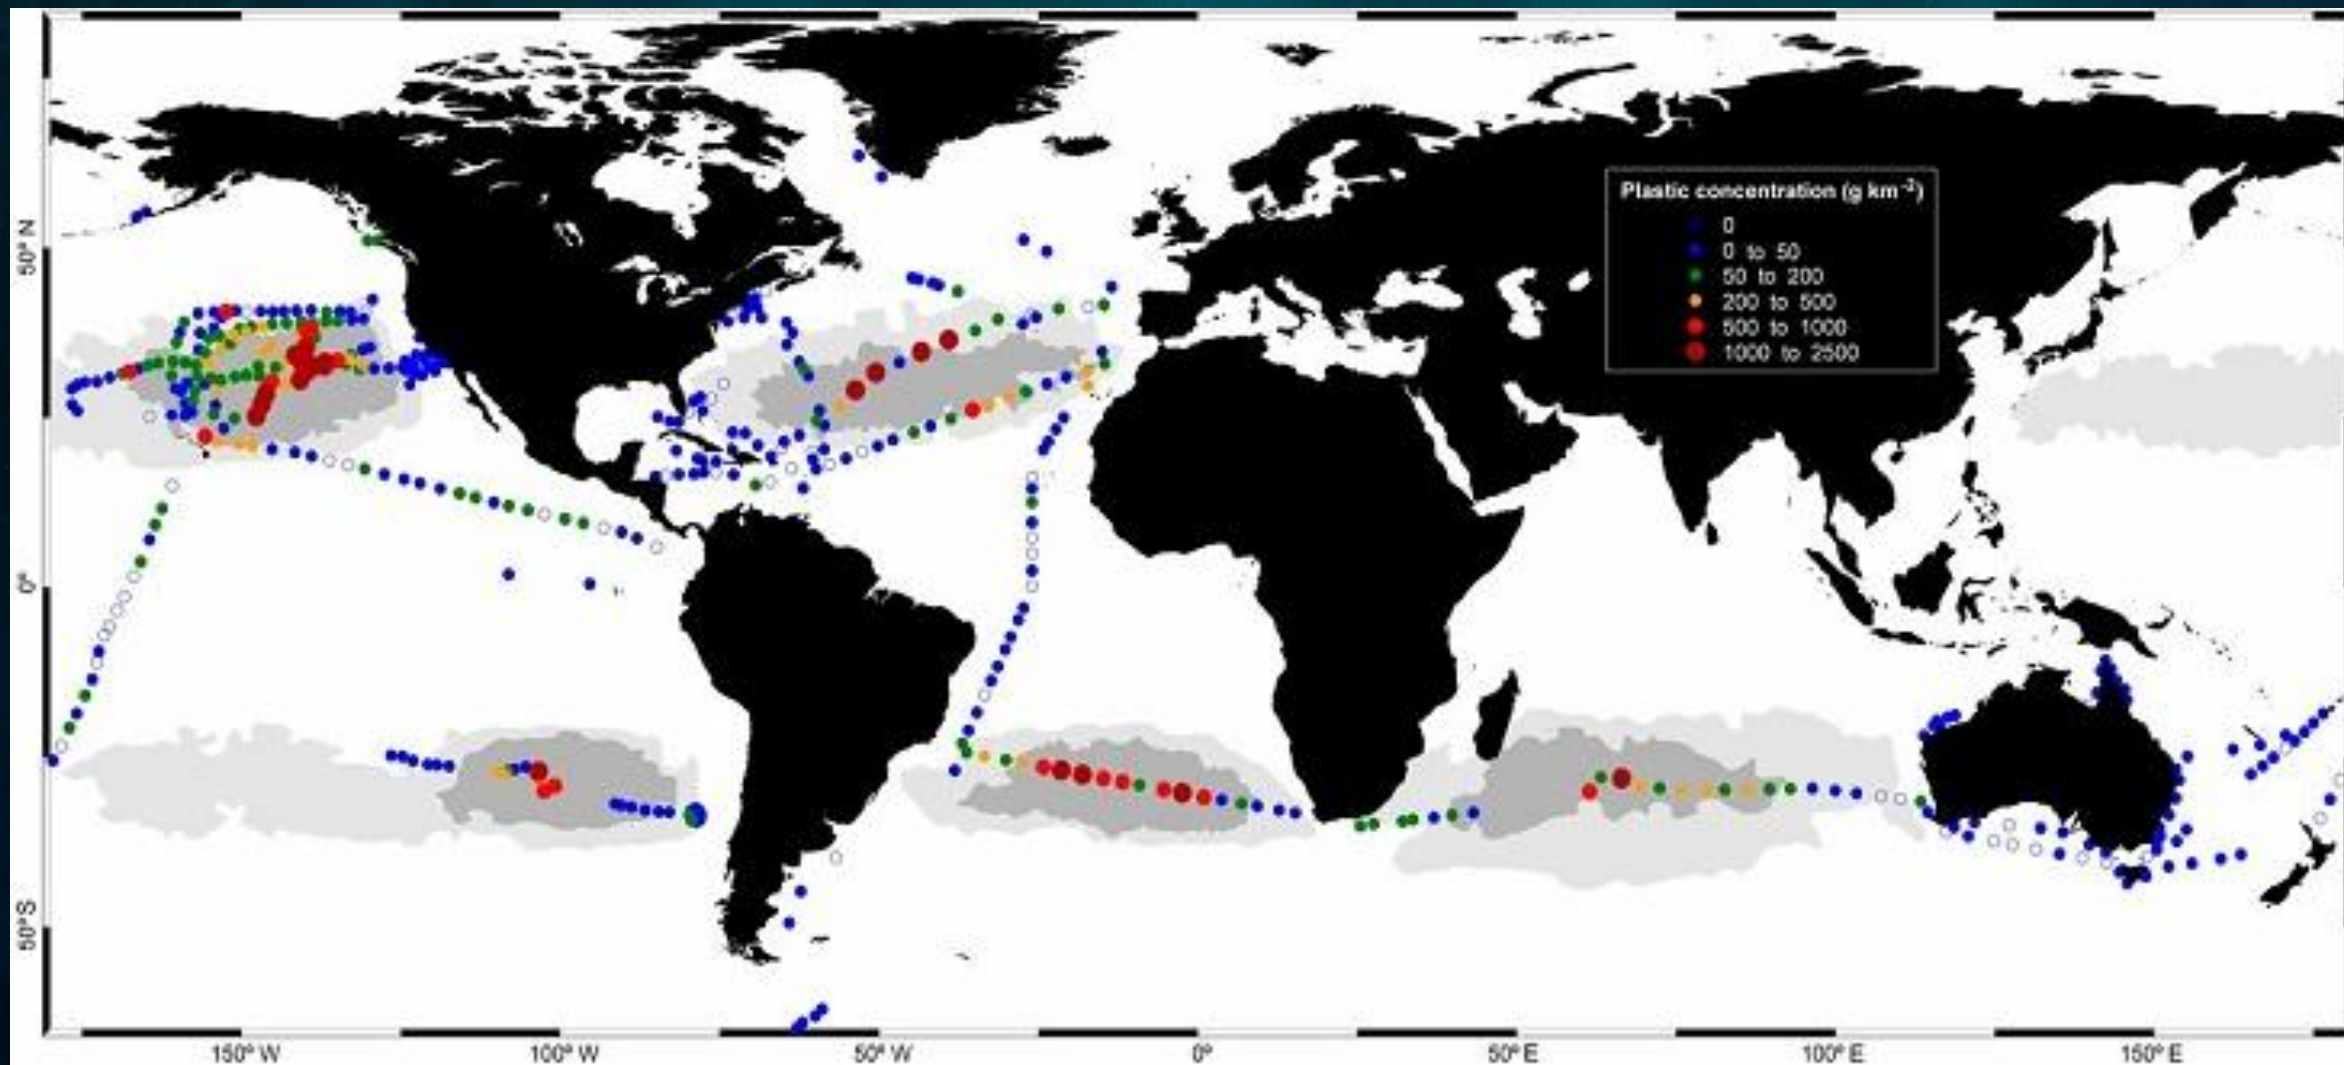 Plastic concentration (g km⁻²)
0
0 to 50
50 to 200
200 to 500
500 to 1000
1000 to 2500
50° N
0°
50° S
150° W
100° W
50° W
0°
50° E
100° E
150° E